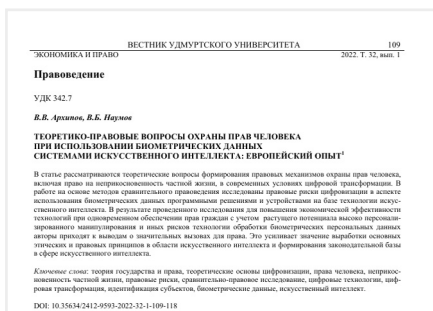 ВЕСТНИК УДМУРТСКОГО УНИВЕРСИТЕТА 109
ЭКОНОМИКА И ПРАВО 2022. Т. 32, вып. 1
Правоведение
УДК 342.7
В.В. Архипов, В.Б. Наумов
ТЕОРЕТИКО-ПРАВОВЫЕ ВОПРОСЫ ОХРАНЫ ПРАВ ЧЕЛОВЕКА
ПРИ ИСПОЛЬЗОВАНИИ БИОМЕТРИЧЕСКИХ ДАННЫХ
СИСТЕМАМИ ИСКУССТВЕННОГО ИНТЕЛЛЕКТА: ЕВРОПЕЙСКИЙ ОПЫТ1
В статье рассматриваются теоретические вопросы формирования правовых механизмов охраны прав человека,
включая право на неприкосновенность частной жизни, в современных условиях цифровой трансформации. В
работе на основе методов сравнительного правоведения исследованы правовые риски цифровизации в аспекте
использования биометрических данных программными решениями и устройствами на базе технологии искус-
ственного интеллекта. В результате проведенного исследования для повышения экономической эффективности
технологий при одновременном обеспечении прав граждан с учетом растущего потенциала высоко персонали-
зированного манипулирования и иных рисков технологии обработки биометрических персональных данных
авторы приходят к выводам о значительных вызовах для права. Это усиливает значение выработки основных
этических и правовых принципов в области искусственного интеллекта и формирования законодательной базы
в сфере искусственного интеллекта.
Ключевые слова: теория государства и права, теоретические основы цифровизации, права человека, неприкос-
новенность частной жизни, правовые риски, сравнительно-правовое исследование, цифровые технологии, циф-
ровая трансформация, идентификация субъектов, биометрические данные, искусственный интеллект.
DOI: 10.35634/2412-9593-2022-32-1-109-118